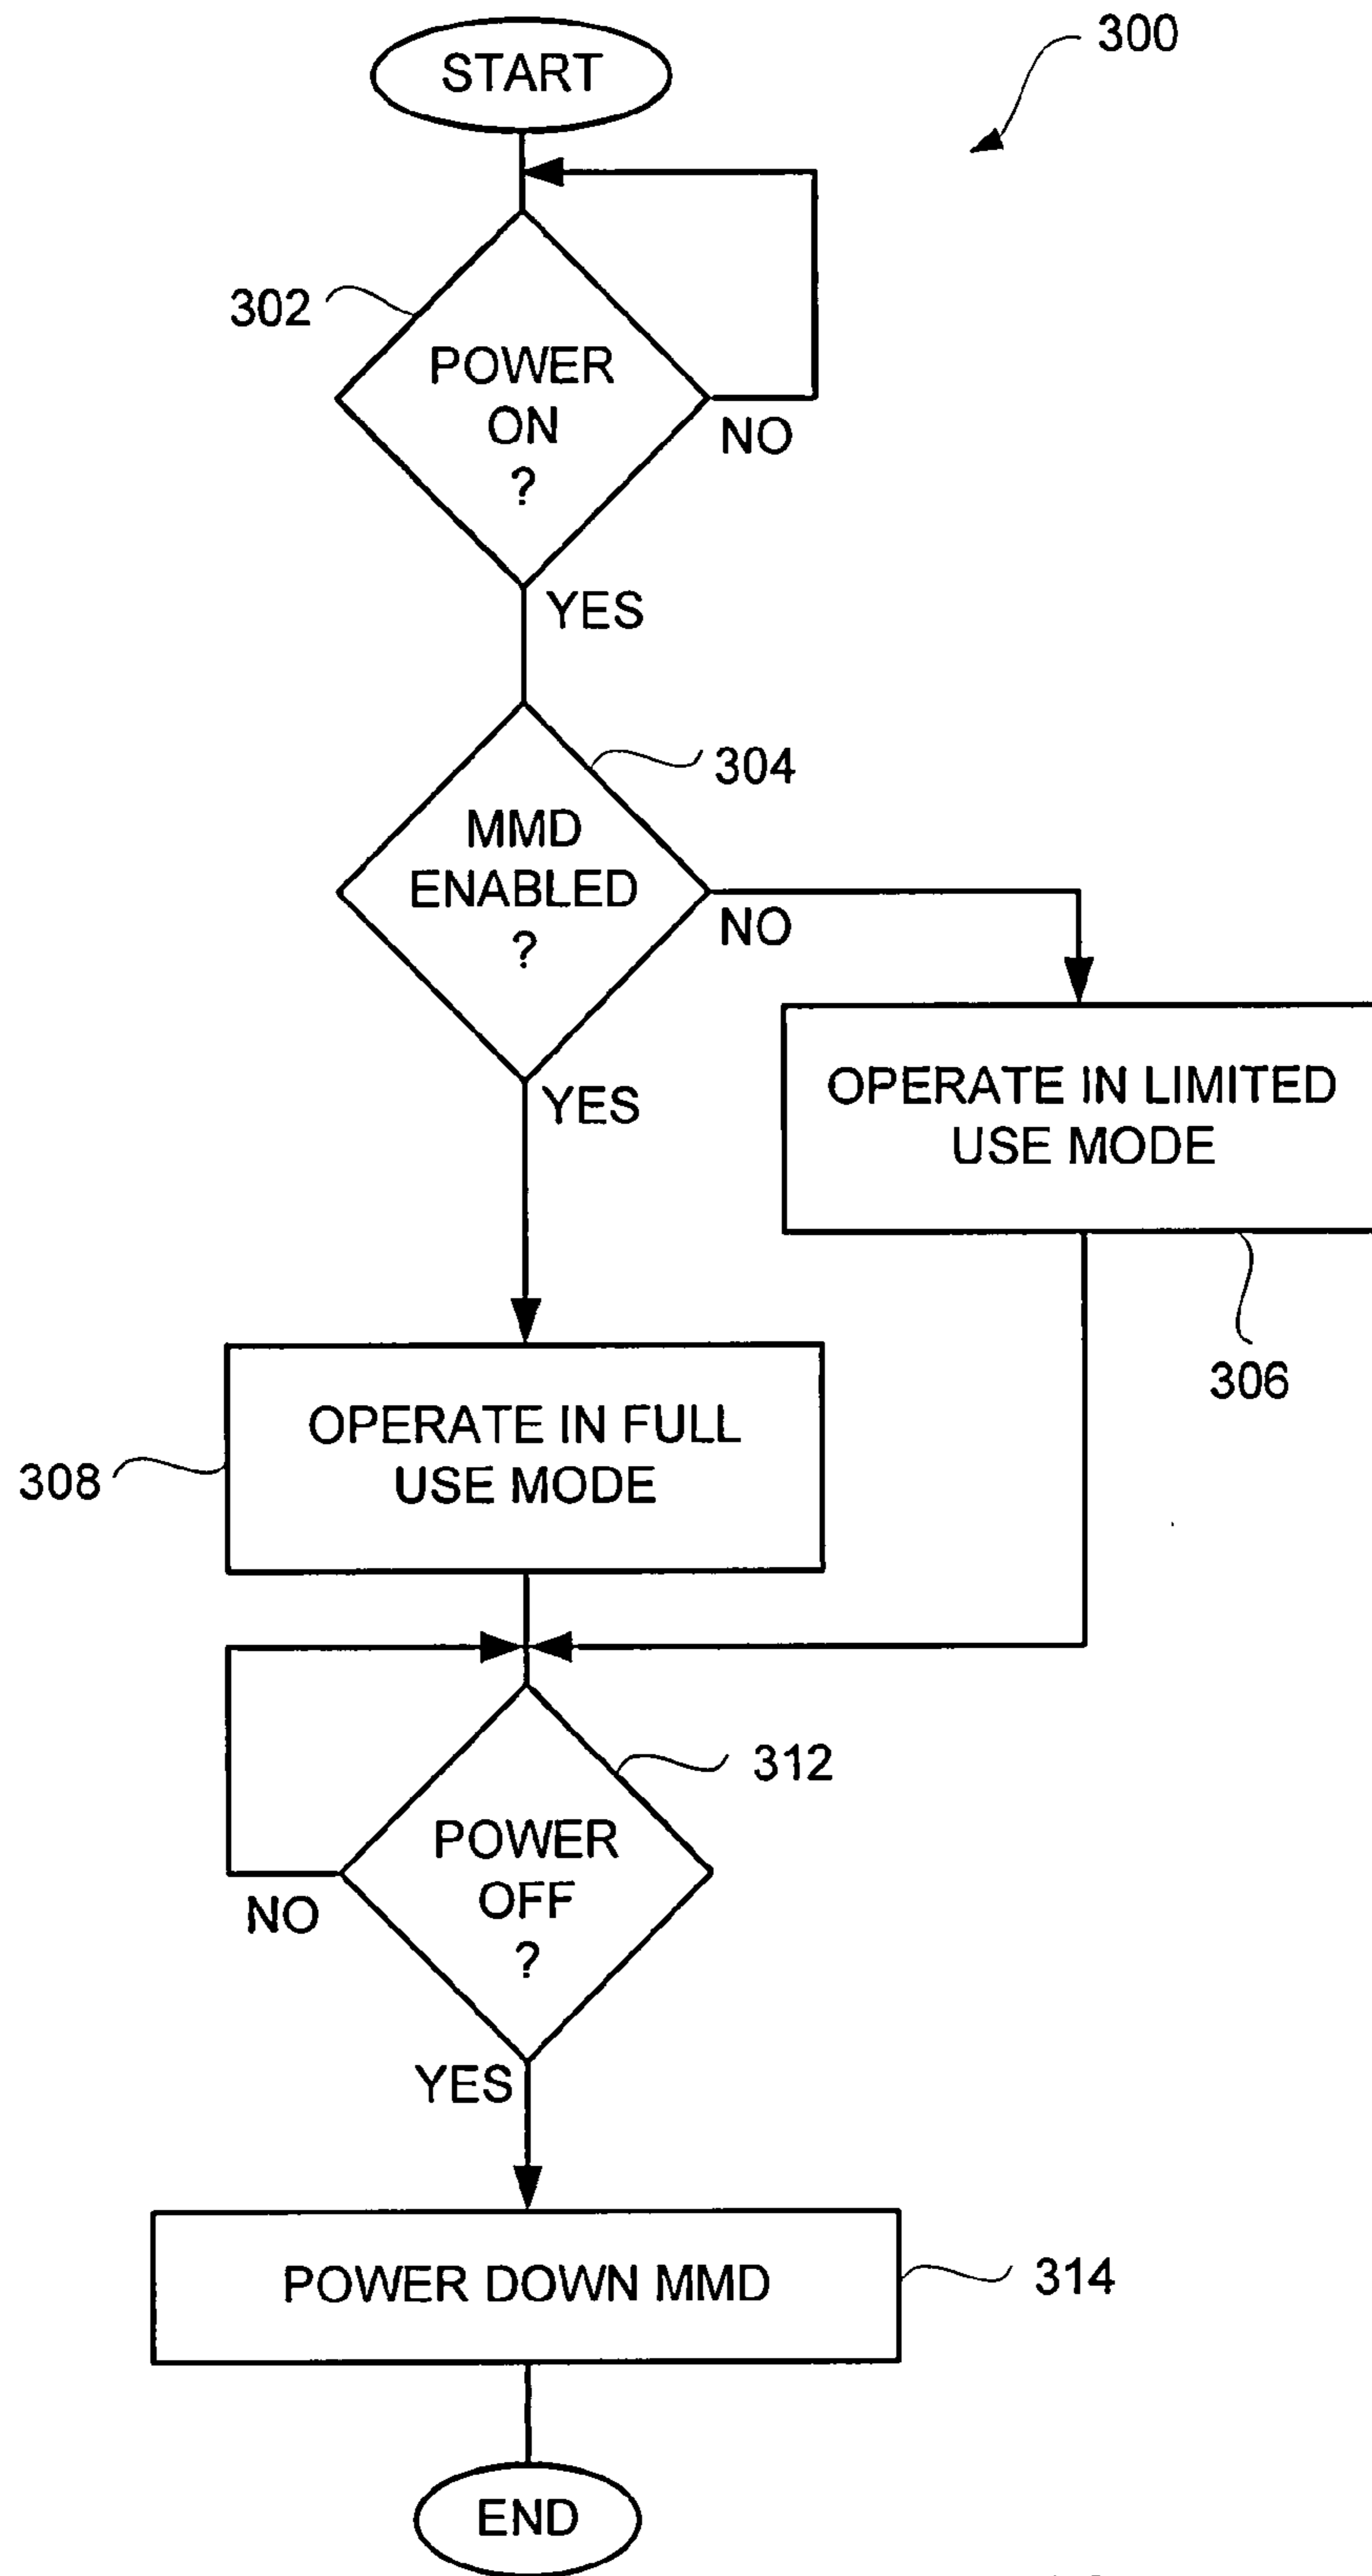 300
START
302
POWER
ON
?
NO
YES
304
MMD
ENABLED
?
NO
YES
OPERATE IN LIMITED
USE MODE
306
OPERATE IN FULL
USE MODE
308
312
POWER
OFF
?
NO
YES
POWER DOWN MMD
314
END